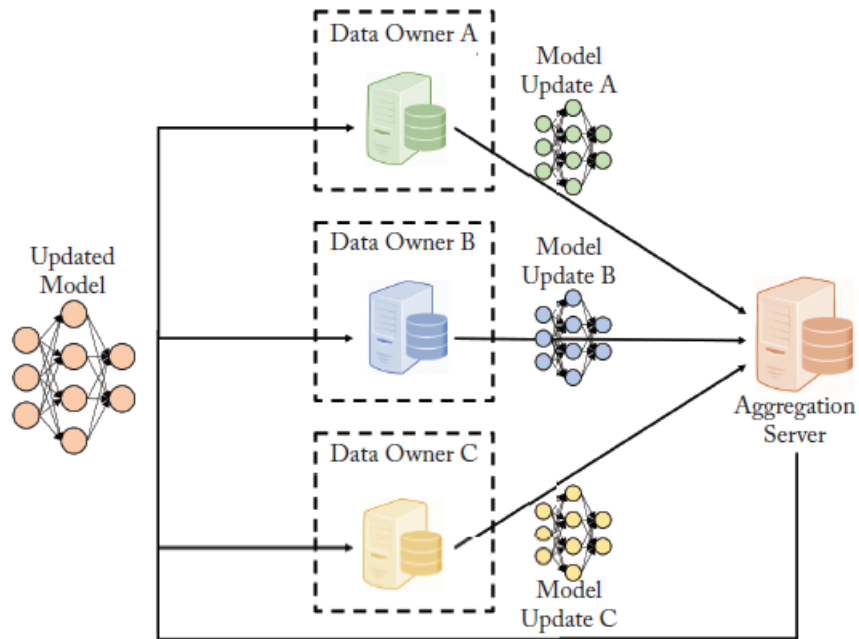 Data Owner A
Model
Update A
Data Owner B
Model
Update B
Updated
Model
Aggregation
Server
Data Owner C
Model
Update C